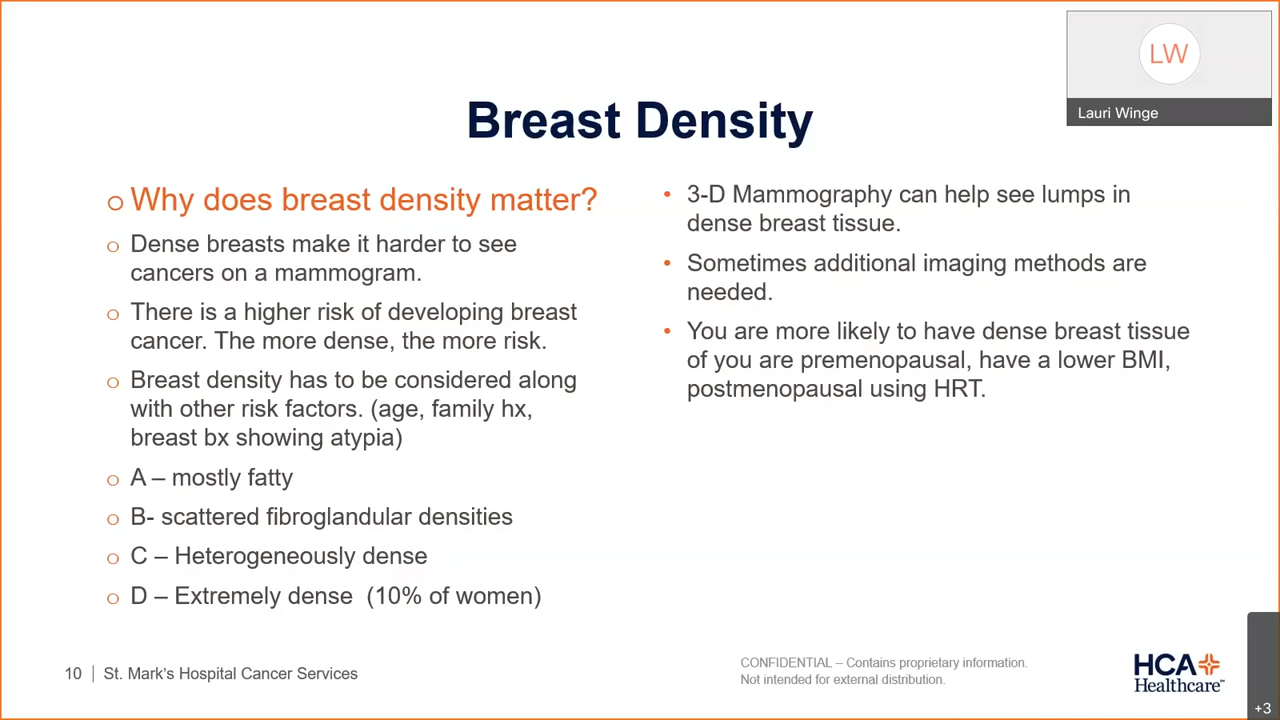 LW
Lauri Winge
Breast Density
o Why does breast density matter?
o Dense breasts make it harder to see
cancers on a mammogram.
o There is a higher risk of developing breast
cancer. The more dense, the more risk.
o Breast density has to be considered along
with other risk factors. (age, family hx,
breast bx showing atypia)
o A – mostly fatty
o B- scattered fibroglandular densities
o C – Heterogeneously dense
o D – Extremely dense (10% of women)
• 3-D Mammography can help see lumps in
dense breast tissue.
• Sometimes additional imaging methods are
needed.
• You are more likely to have dense breast tissue
of you are premenopausal, have a lower BMI,
postmenopausal using HRT.
10 | St. Mark's Hospital Cancer Services
CONFIDENTIAL – Contains proprietary information.
Not intended for external distribution.
HCA
Healthcare™
+3